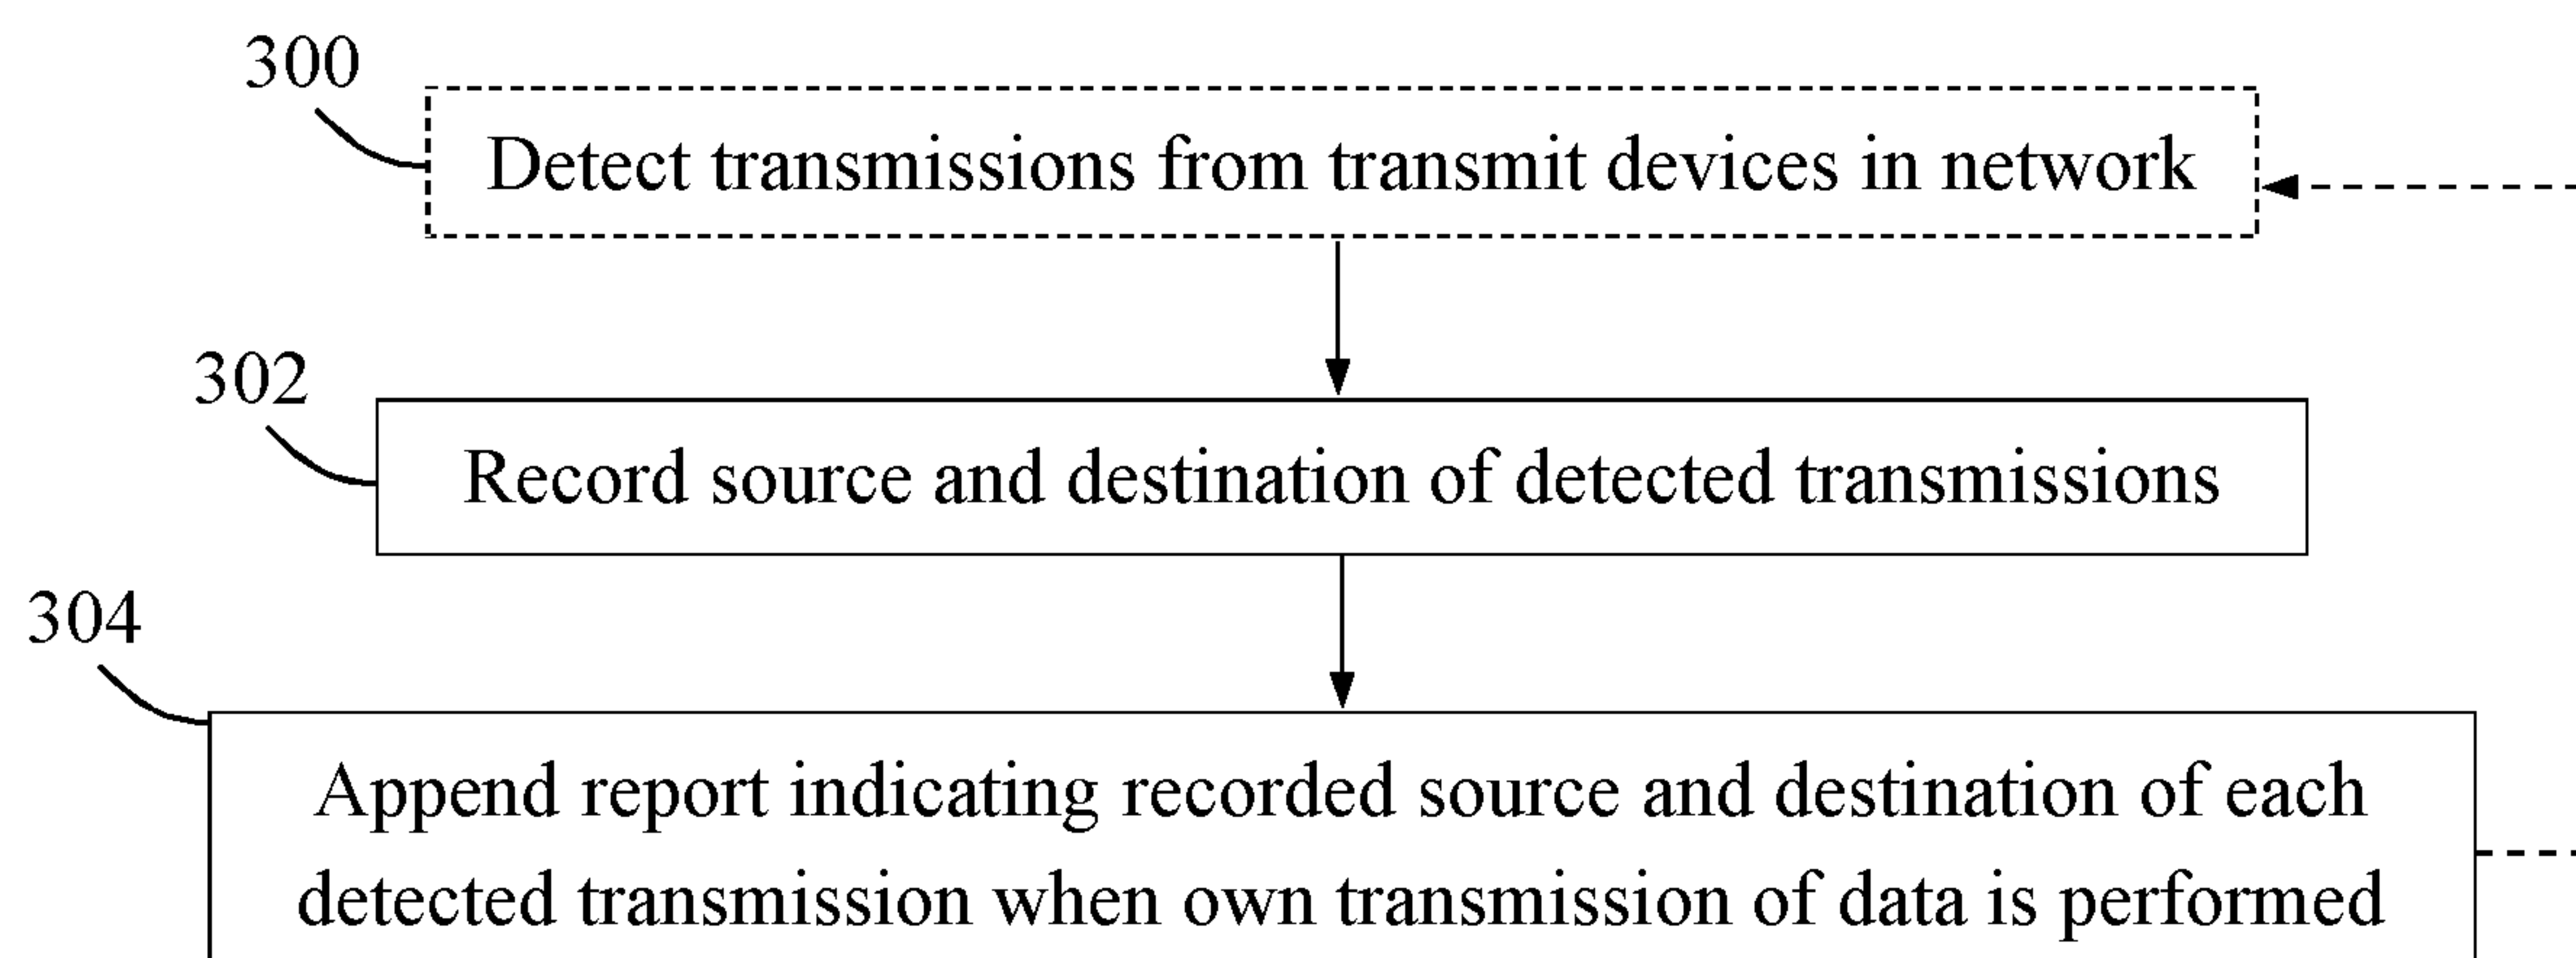 300
Detect transmissions from transmit devices in network
302
Record source and destination of detected transmissions
304
Append report indicating recorded source and destination of each
detected transmission when own transmission of data is performed